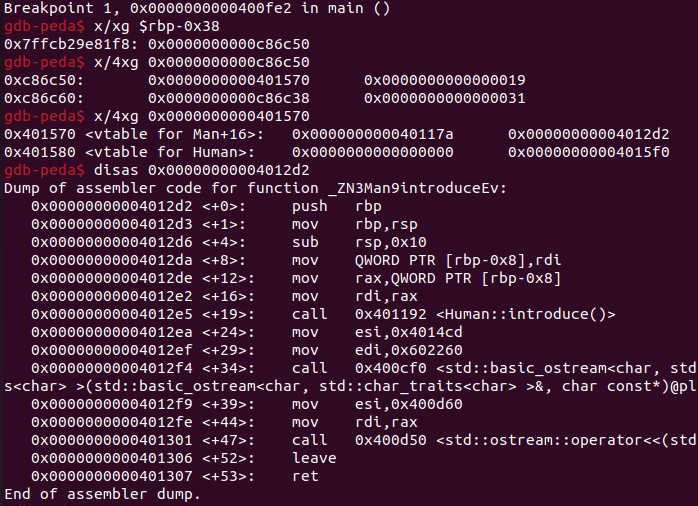 Breakpoint 1, 0x0000000000400fe2 in main ()
gdb-peda$ x/xg $rbp-0x38
0x7ffcb29e81f8: 0x0000000000c86c50
gdb-peda$ x/4xg 0x0000000000c86c50
0xc86c50:       0x0000000000401570      0x0000000000000019
0xc86c60:       0x0000000000c86c38      0x0000000000000031
gdb-peda$ x/4xg 0x0000000000401570
0x401570 <vtable for Man+16>:   0x000000000040117a      0x00000000004012d2
0x401580 <vtable for Human>:    0x0000000000000000      0x00000000004015f0
gdb-peda$ disas 0x00000000004012d2
Dump of assembler code for function _ZN3Man9introduceEv:
   0x00000000004012d2 <+0>:     push   rbp
   0x00000000004012d3 <+1>:     mov    rbp,rsp
   0x00000000004012d6 <+4>:     sub    rsp,0x10
   0x00000000004012da <+8>:     mov    QWORD PTR [rbp-0x8],rdi
   0x00000000004012de <+12>:    mov    rax,QWORD PTR [rbp-0x8]
   0x00000000004012e2 <+16>:    mov    rdi,rax
   0x00000000004012e5 <+19>:    call   0x401192 <Human::introduce()>
   0x00000000004012ea <+24>:    mov    esi,0x4014cd
   0x00000000004012ef <+29>:    mov    edi,0x602260
   0x00000000004012f4 <+34>:    call   0x400cf0 <std::basic_ostream<char, std
s<char> >(std::basic_ostream<char, std::char_traits<char> >&, char const*)@pl
   0x00000000004012f9 <+39>:    mov    esi,0x400d60
   0x00000000004012fe <+44>:    mov    rdi,rax
   0x0000000000401301 <+47>:    call   0x400d50 <std::ostream::operator<<(std
   0x0000000000401306 <+52>:    leave
   0x0000000000401307 <+53>:    ret
End of assembler dump.